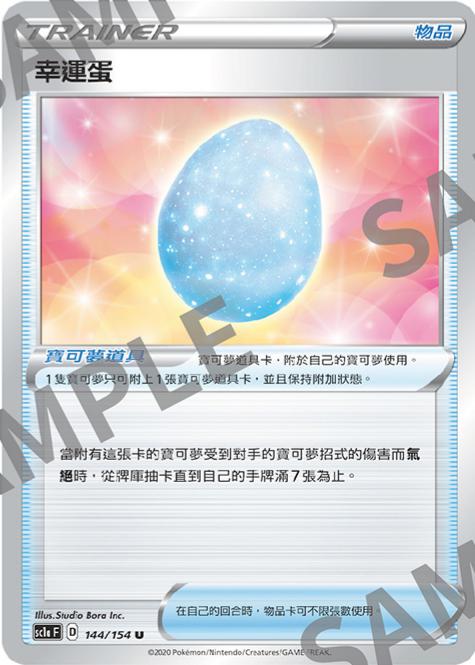 TRAINER 物品
幸運蛋
寶可夢道具 寶可夢道具卡，附於自己的寶可夢使用。
1隻寶可夢只可附上1張寶可夢道具卡，並且保持附加狀態。
當附有這張卡的寶可夢受到對手的寶可夢招式的傷害而氣
絕時，從牌庫抽卡直到自己的手牌滿7張為止。
Illus.Studio Bora Inc.
sc1a F D 144/154 U
在自己的回合時，物品卡可不限張數使用。
©2020 Pokémon/Nintendo/Creatures/GAME FREAK.
SAMPLE